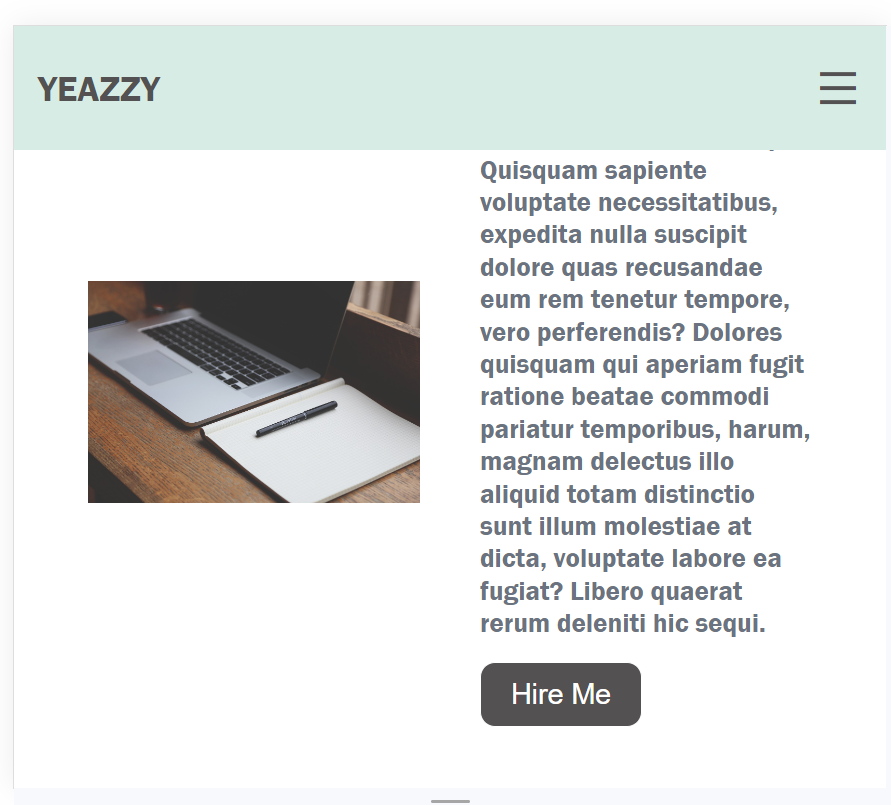 YEAZZY
Quisquam sapiente
voluptate necessitatibus,
expedita nulla suscipit
dolore quas recusandae
eum rem tenetur tempore,
vero perferendis? Dolores
quisquam qui aperiam fugit
ratione beatae commodi
pariatur temporibus, harum,
magnam delectus illo
aliquid totam distinctio
sunt illum molestiae at
dicta, voluptate labore ea
fugiat? Libero quaerat
rerum deleniti hic sequi.
Hire Me